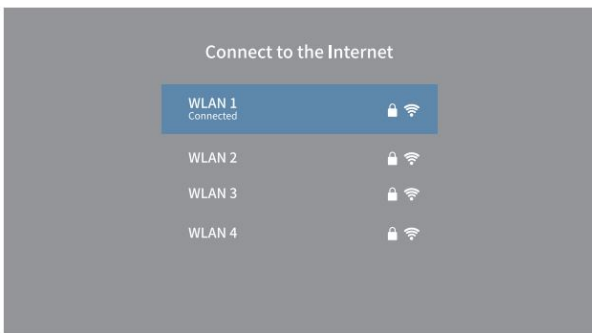 Connect to the Internet
WLAN 1
Connected
WLAN 2
WLAN 3
WLAN 4